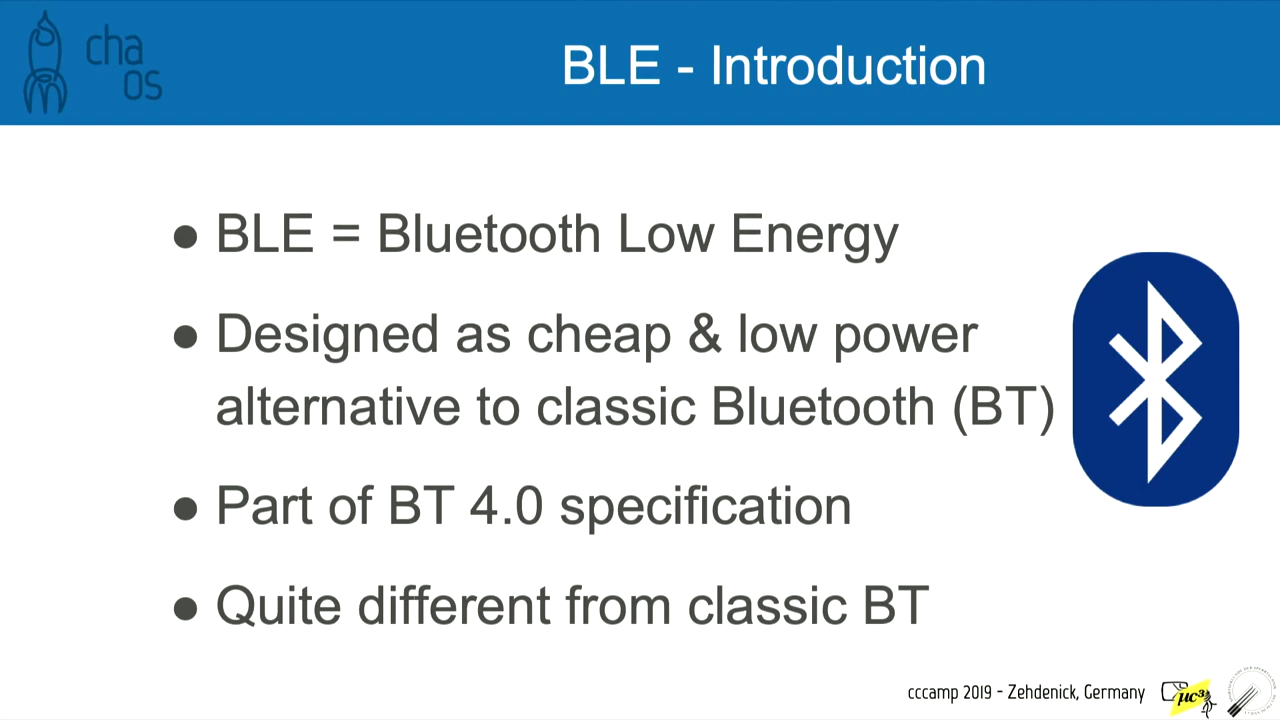 cha
os
BLE - Introduction
● BLE = Bluetooth Low Energy
● Designed as cheap & low power
alternative to classic Bluetooth (BT)
● Part of BT 4.0 specification
● Quite different from classic BT
cccamp 2019 - Zehdenick, Germany
μc³